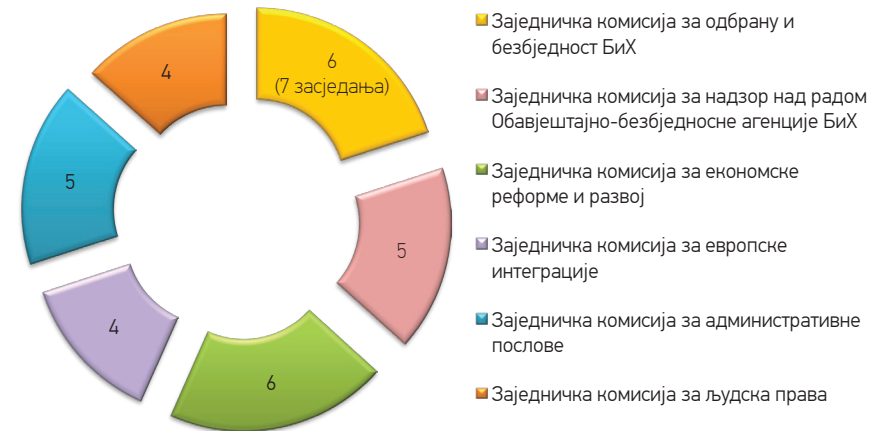 6
(7 засједања)
5
6
4
5
4
Заједничка комисија за одбрану и
безбједност БиХ
Заједничка комисија за надзор над радом
Обавјештајно-безбједносне агенције БиХ
Заједничка комисија за економске
реформе и развој
Заједничка комисија за европске
интеграције
Заједничка комисија за административне
послове
Заједничка комисија за људска права